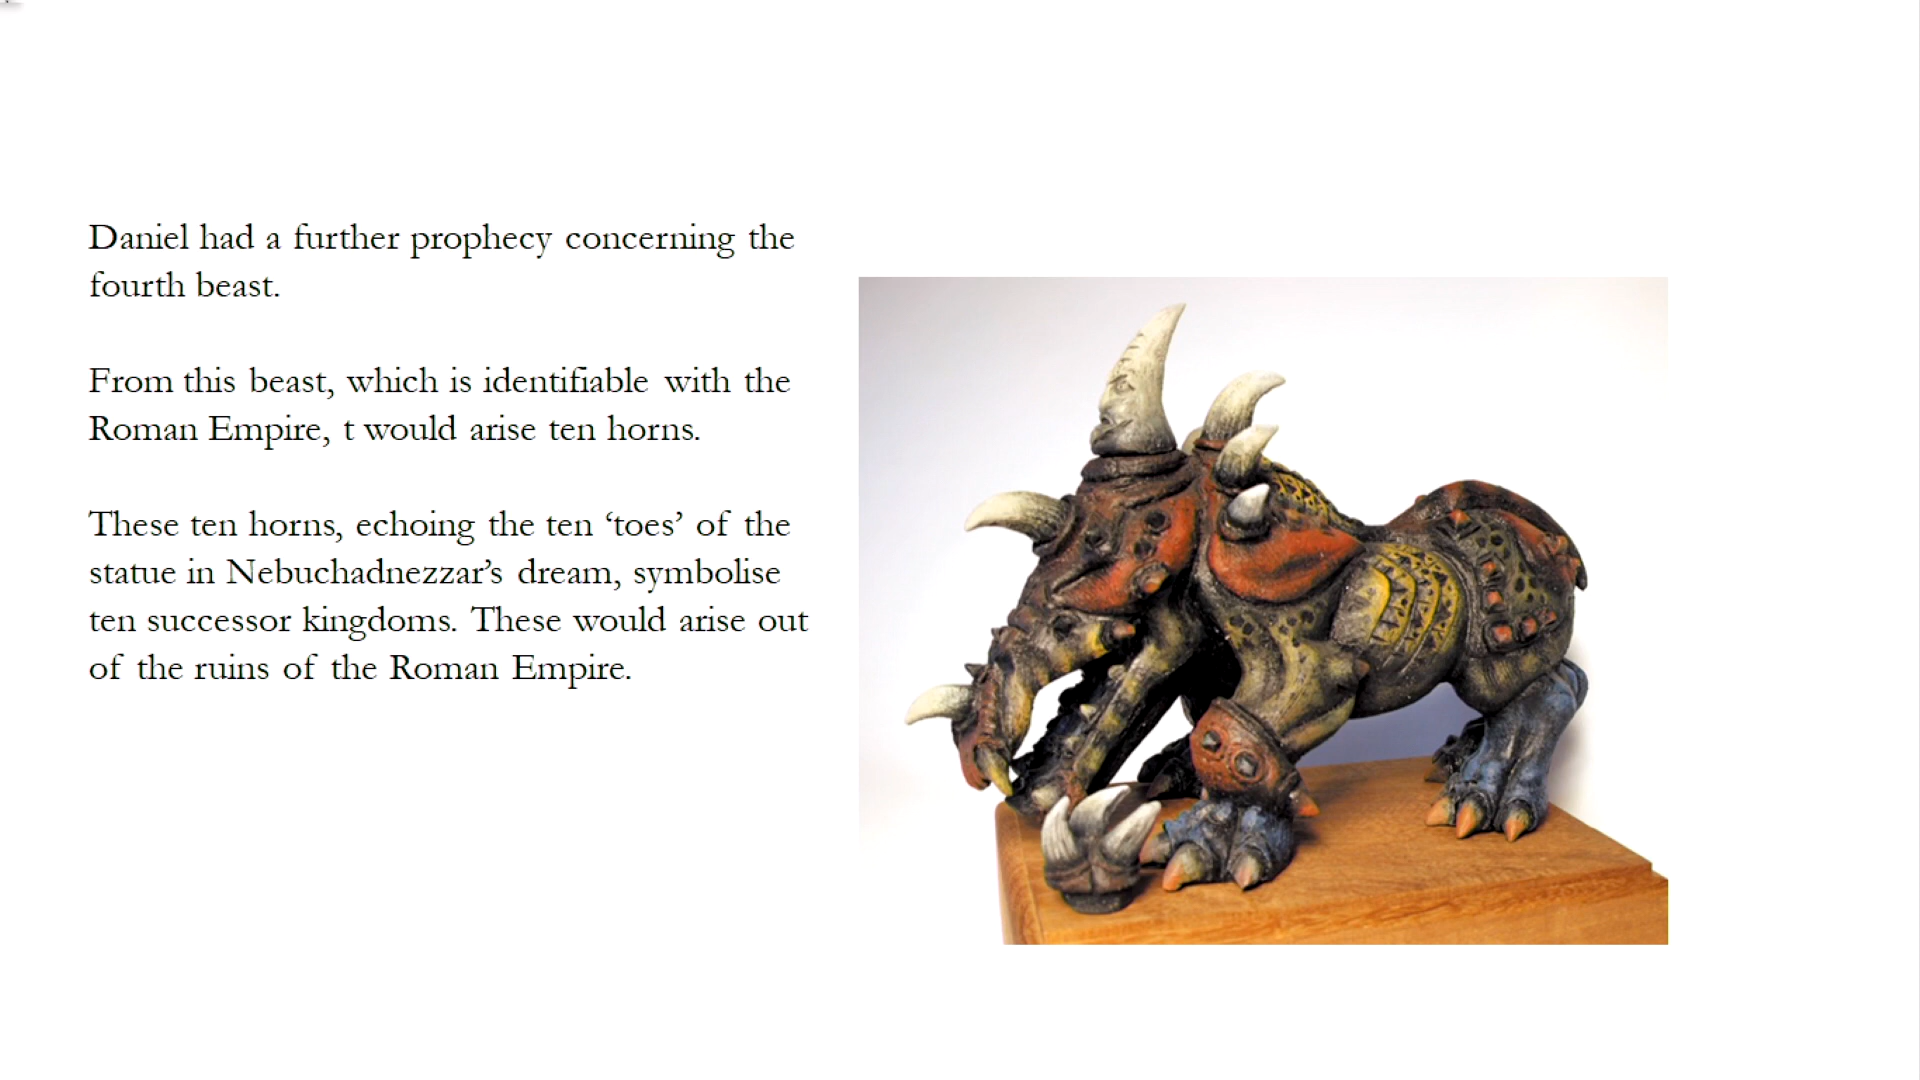 Daniel had a further prophecy concerning the
fourth beast.
From this beast, which is identifiable with the
Roman Empire, t would arise ten horns.
These ten horns, echoing the ten ‘toes’ of the
statue in Nebuchadnezzar’s dream, symbolise
ten successor kingdoms. These would arise out
of the ruins of the Roman Empire.